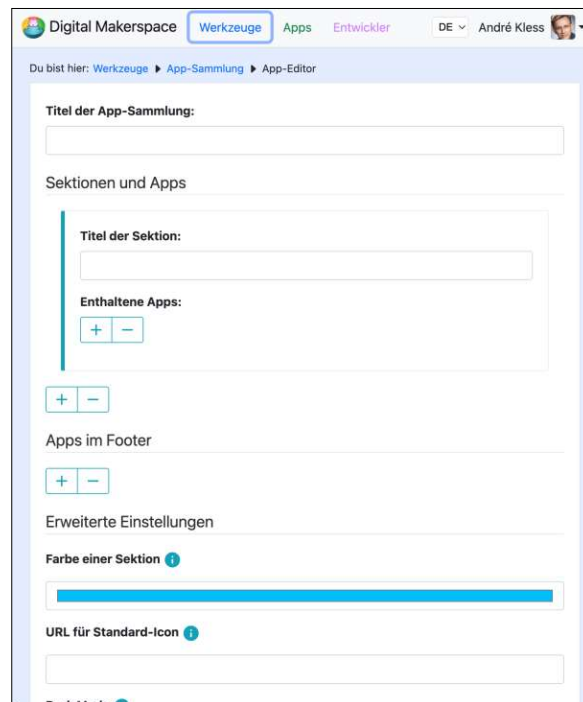 Digital Makerspace Werkzeuge Apps Entwickler DE André Kless
Du bist hier: Werkzeuge ▶ App-Sammlung ▶ App-Editor
Titel der App-Sammlung:
Sektionen und Apps
Titel der Sektion:
Enthaltene Apps:
+ −
+ −
Apps im Footer
+ −
Erweiterte Einstellungen
Farbe einer Sektion i
URL für Standard-Icon i